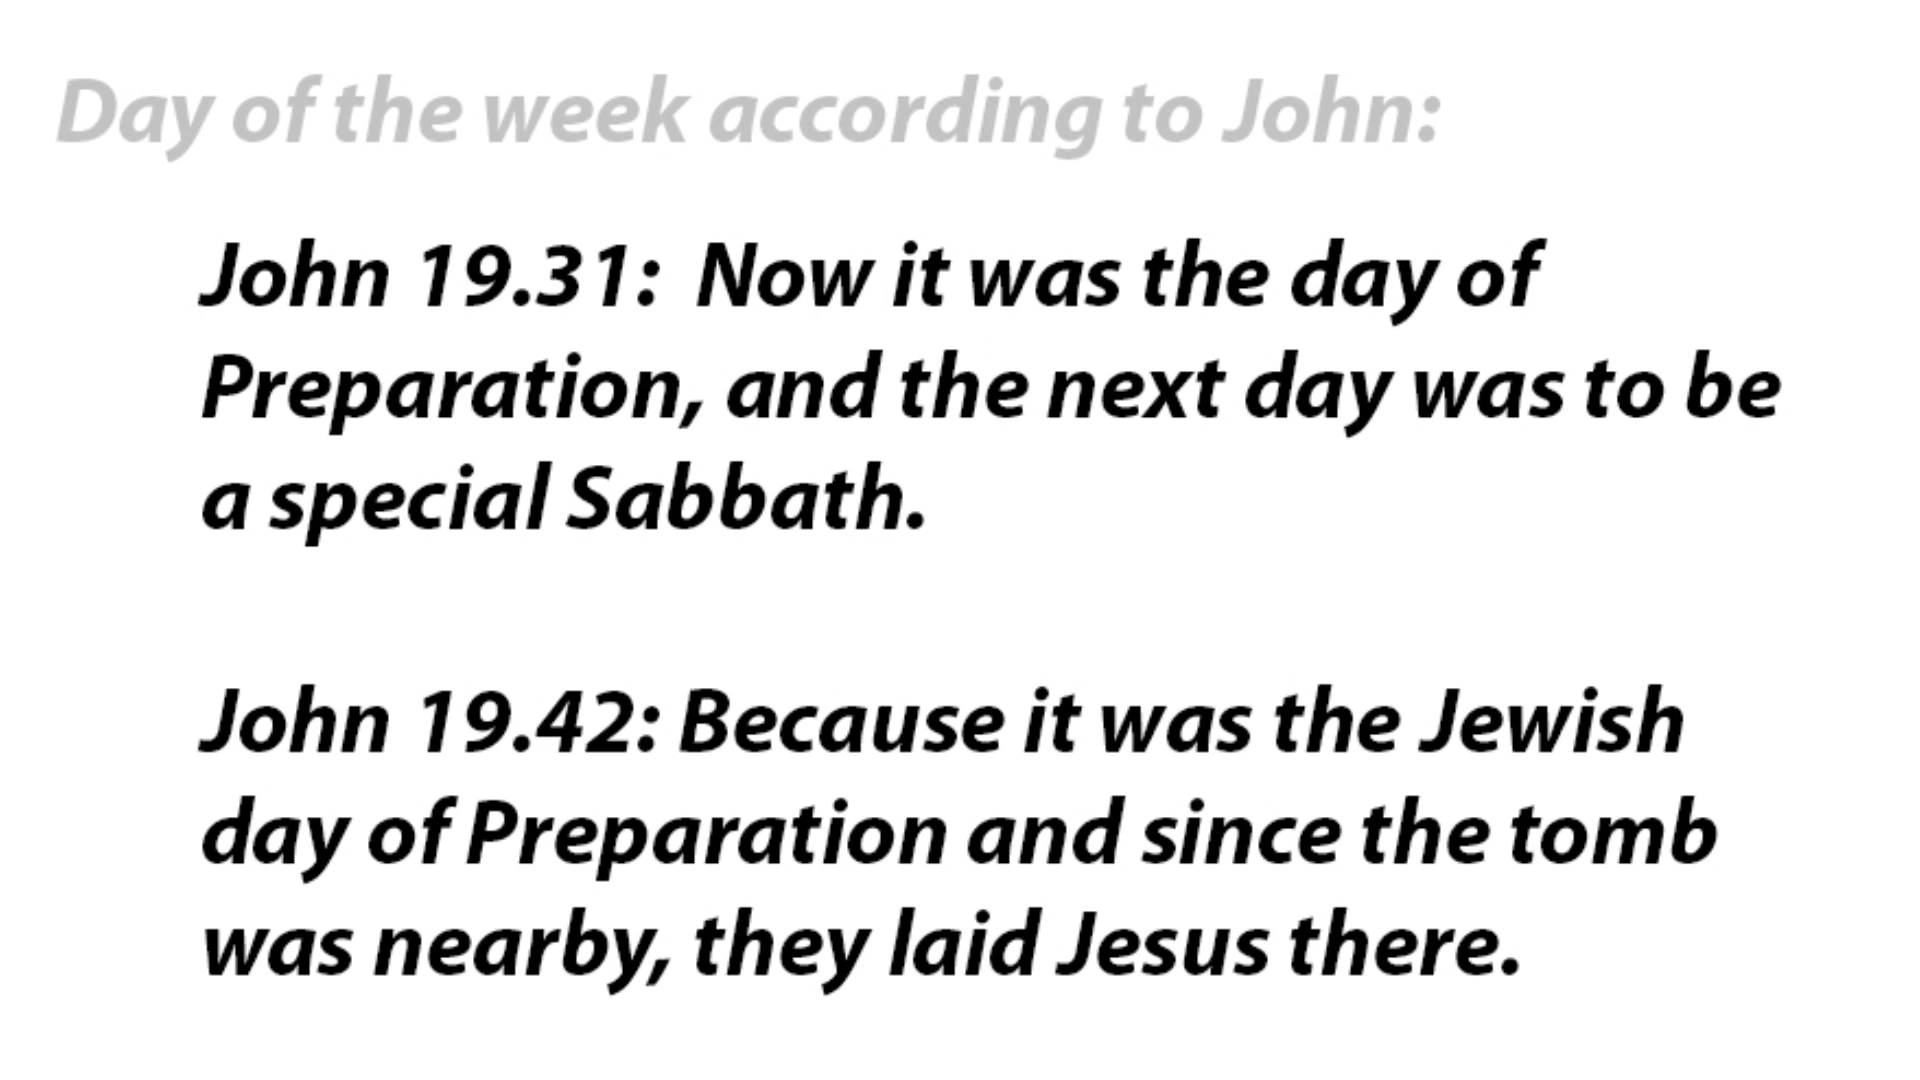 Day of the week according to John:
John 19.31:  Now it was the day of
Preparation, and the next day was to be
a special Sabbath.
John 19.42: Because it was the Jewish
day of Preparation and since the tomb
was nearby, they laid Jesus there.